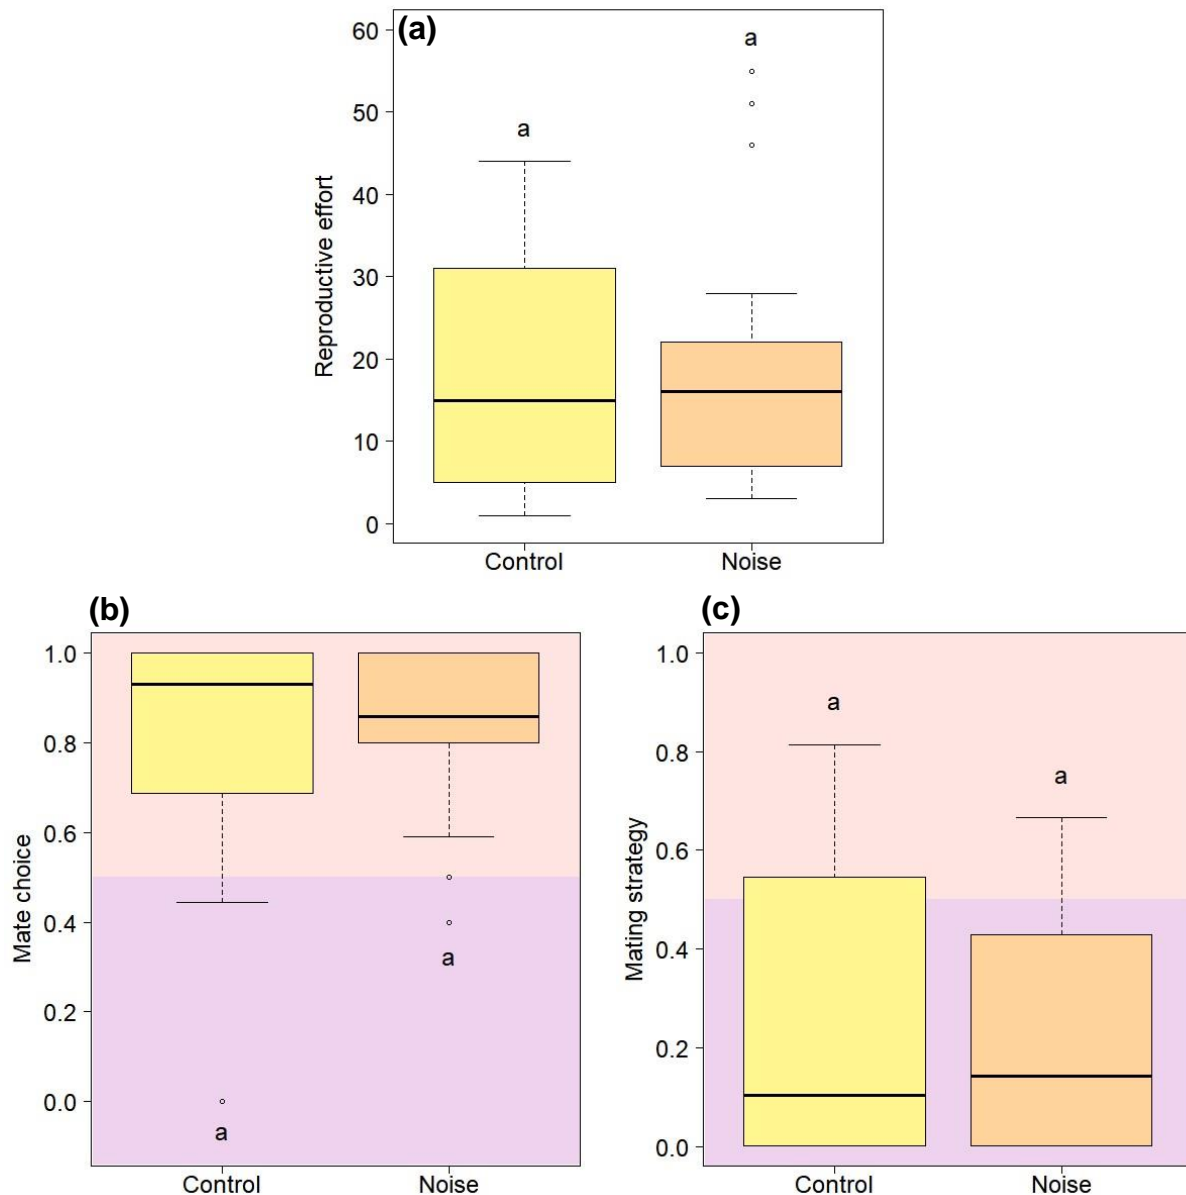 (a)
60
50
40
30
20
10
0
Reproductive effort
a
a
Control
Noise
(b)
1.0
0.8
0.6
0.4
0.2
0.0
Mate choice
a
a
Control
Noise
(c)
1.0
0.8
0.6
0.4
0.2
0.0
Mating strategy
a
a
Control
Noise